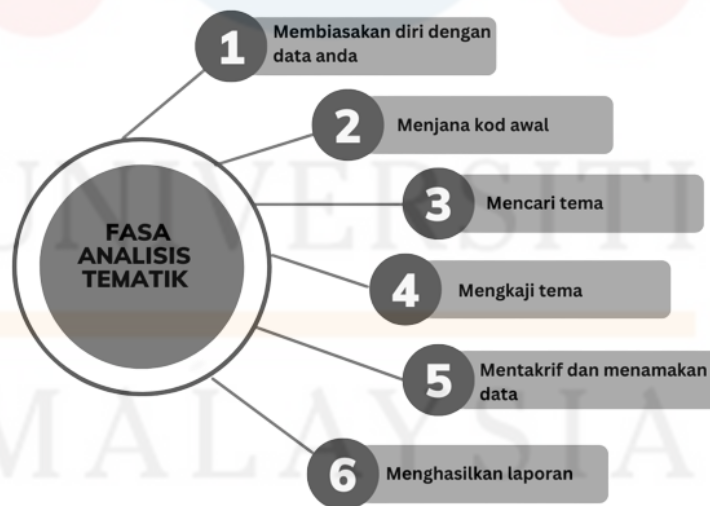 1
Membiasakan diri dengan
data anda
2
Menjana kod awal
3
Mencari tema
FASA
ANALISIS
TEMATIK
4
Mengkaji tema
5
Mentakrif dan menamakan
data
6
Menghasilkan laporan
UNIVERSITI
MALAYSIA